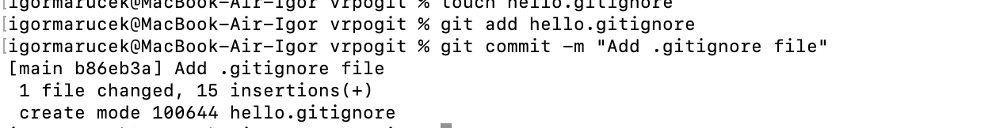 [igormarucek@MacBook-Air-Igor vrpogit % touch hello.gitignore
[igormarucek@MacBook-Air-Igor vrpogit % git add hello.gitignore
[igormarucek@MacBook-Air-Igor vrpogit % git commit -m "Add .gitignore file"
[main b86eb3a] Add .gitignore file
1 file changed, 15 insertions(+)
create mode 100644 hello.gitignore